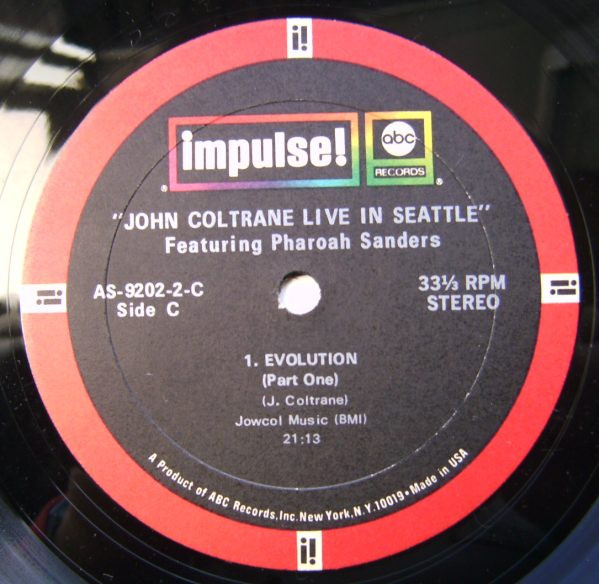 i!
impulse!
abc
RECORDS
® ®
"JOHN COLTRANE LIVE IN SEATTLE"
Featuring Pharoah Sanders
AS-9202-2-C
Side C
33⅓ RPM
STEREO
i!
i!
1. EVOLUTION
(Part One)
(J. Coltrane)
Jowcol Music (BMI)
21:13
A Product of ABC Records, Inc. New York, N.Y. 10019 • Made in USA
i!